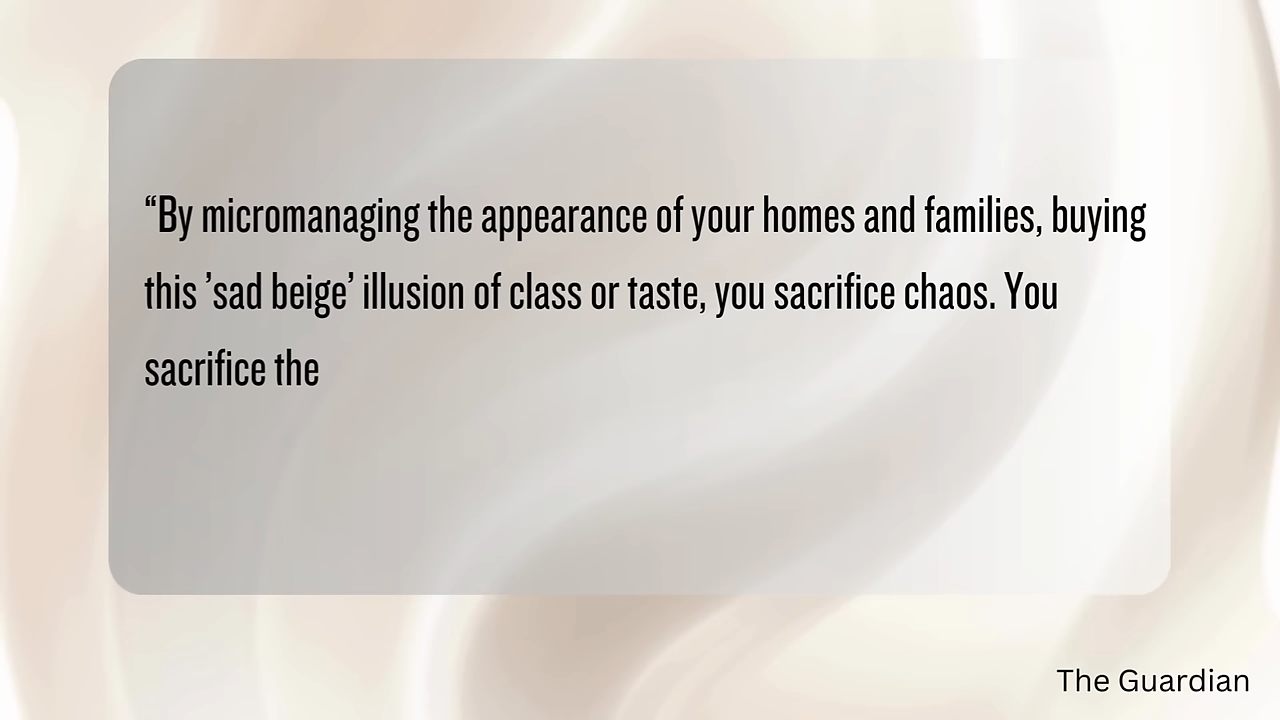 “By micromanaging the appearance of your homes and families, buying
this ’sad beige’ illusion of class or taste, you sacrifice chaos. You
sacrifice the
The Guardian